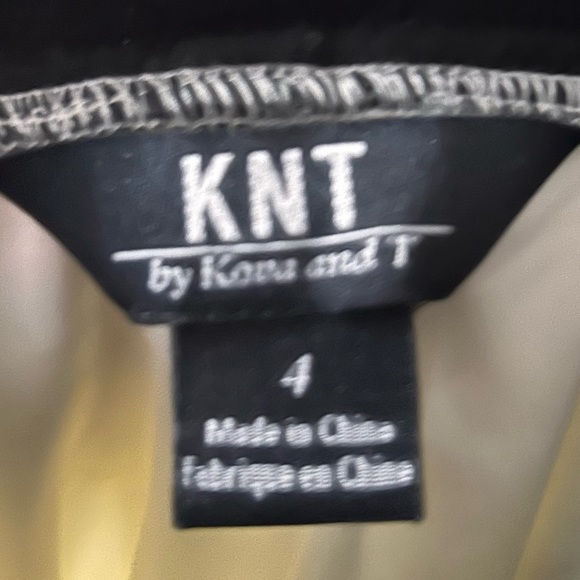 KNT
by Kova and T
4
Made in China
Fabriqué en Chine